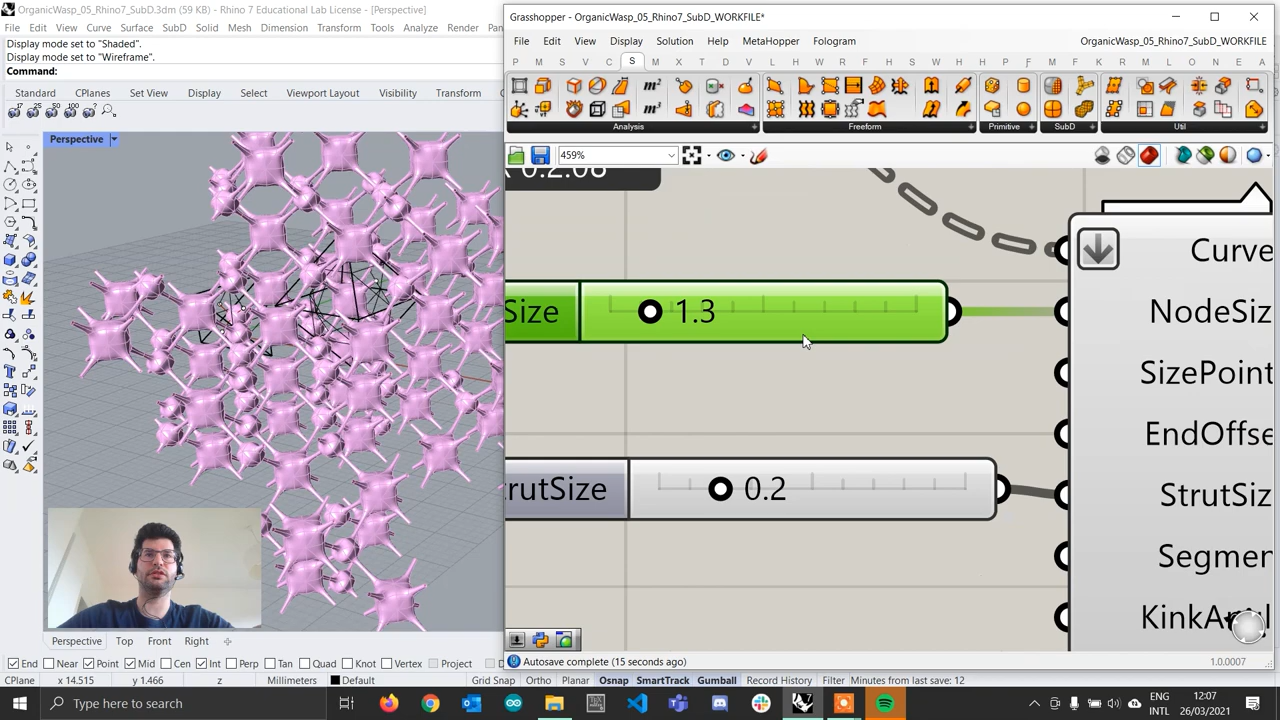 OrganicWasp_05_Rhino7_SubD.3dm (59 KB) - Rhino 7 Educational Lab License - [Perspective]
File Edit View Curve Surface SubD Solid Mesh Dimension Transform Tools Analyze Render
Display mode set to "Shaded".
Display mode set to "Wireframe".
Command:
Standard CPlanes Set View Display Select Viewport Layout Visibility Transform
Perspective
Perspective Top Front Right
End Near Point Mid Cen Int Perp Tan Quad Knot Vertex Project
CPlane x 14.515 y 1.466 z Millimeters Default Grid Snap Ortho Planar Osnap SmartTrack Gumball Record History Filter Minutes from last save: 12
Grasshopper - OrganicWasp_05_Rhino7_SubD_WORKFILE*
File Edit View Display Solution Help MetaHopper Fologram OrganicWasp_05_Rhino7_SubD_WORKFILE
Analysis Freeform Primitive SubD Util
459%
Curve
Size 1.3 NodeSiz
SizePoint
EndOffse
rutSize 0.2 StrutSiz
Segmen
Autosave complete (15 seconds ago) 1.0.0007
Type here to search
ENG 12:07
INTL 26/03/2021